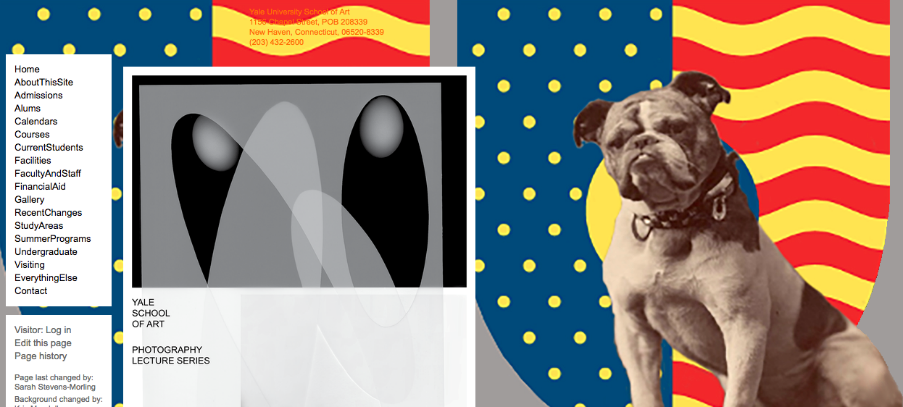 Yale University School of Art
1156 Chapel Street, POB 208339
New Haven, Connecticut, 06520-8339
(203) 432-2600
Home
AboutThisSite
Admissions
Alums
Calendars
Courses
CurrentStudents
Facilities
FacultyAndStaff
FinancialAid
Gallery
RecentChanges
StudyAreas
SummerPrograms
Undergraduate
Visiting
EverythingElse
Contact
YALE
SCHOOL
OF ART
PHOTOGRAPHY
LECTURE SERIES
Visitor: Log in
Edit this page
Page history
Page last changed by:
Sarah Stevens-Morling
Background changed by: